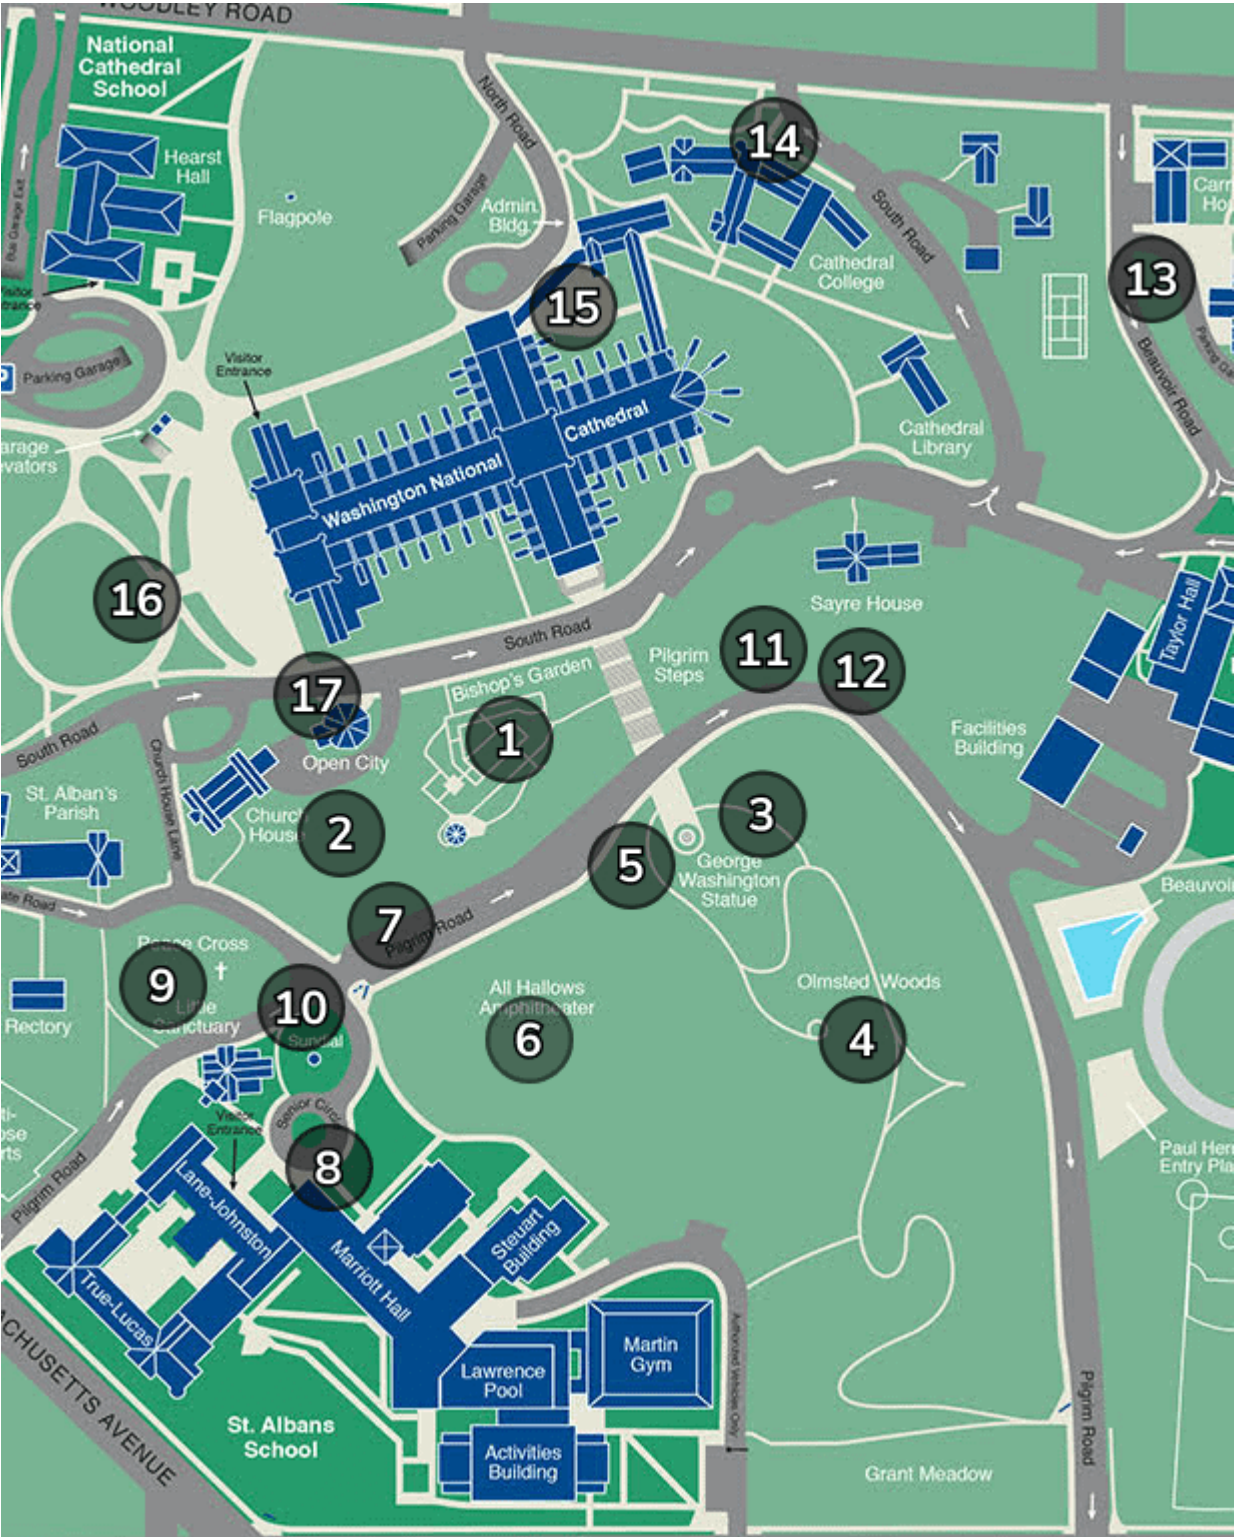 WOODLEY ROAD
National
Cathedral
School
North Road
14
Hearst
Hall
Bus Garage Exit
Flagpole
Parking Garage
Admin.
Bldg.
South Road
Cathedral
College
13
15
Visitor
Entrance
Parking Garage
Beauvoir Road
Washington National
Cathedral
Cathedral
Library
16
South Road
Sayre House
Taylor Hall
Pilgrim
Steps
11
12
Bishop's Garden
17
1
South Road
Church House Lane
Open City
Facilities
Building
St. Alban's
Parish
Church
House
2
3
5
George
Washington
Statue
7
Pilgrim Road
Peace Cross
9
Little
Sanctuary
10
Sundial
Rectory
All Hallows
Amphitheater
6
Olmsted Woods
4
Visitor
Entrance
Senior Circle
8
Pilgrim Road
Lane-Johnston
True-Lucas
Marriott Hall
Steuart
Building
Martin
Gym
Lawrence
Pool
Authorized Vehicles Only
Pilgrim Road
St. Albans
School
Activities
Building
Grant Meadow